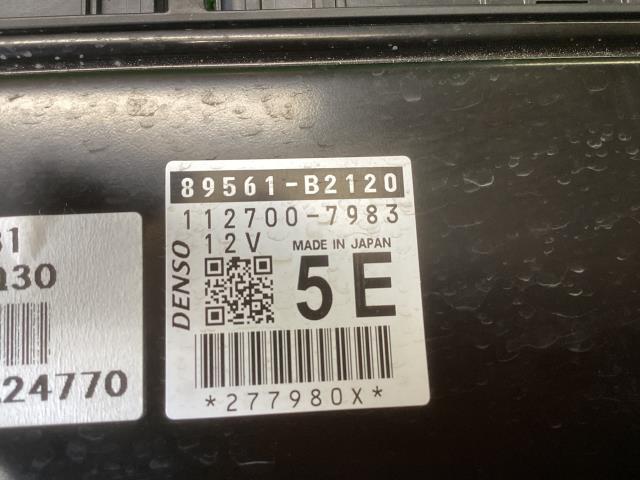 89561-B2120
112700-7983
12V MADE IN JAPAN
DENSO
5E
*277980X*
30
24770